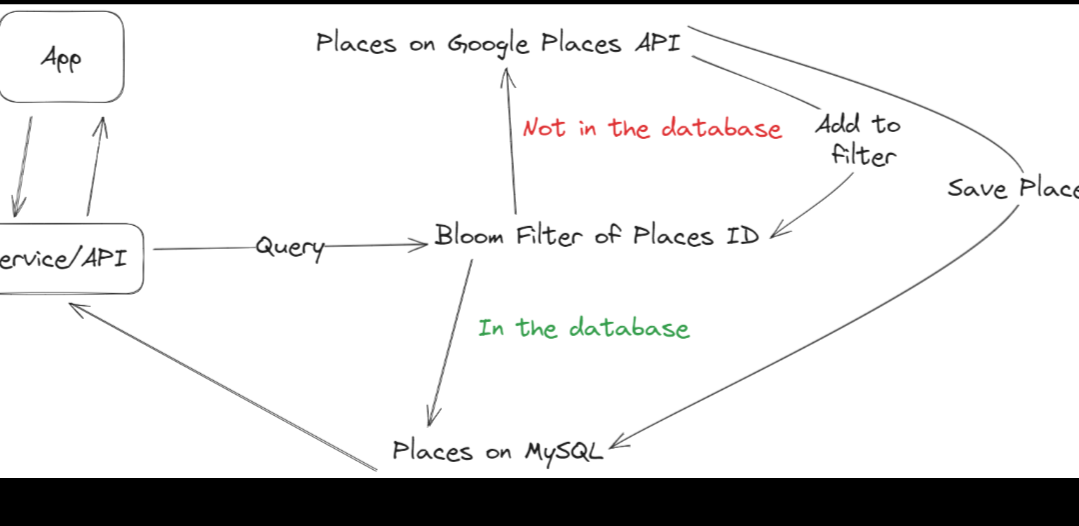 App
Places on Google Places API
Not in the database
Add to
filter
Save Place
ervice/API
Query
Bloom Filter of Places ID
In the database
Places on MySQL